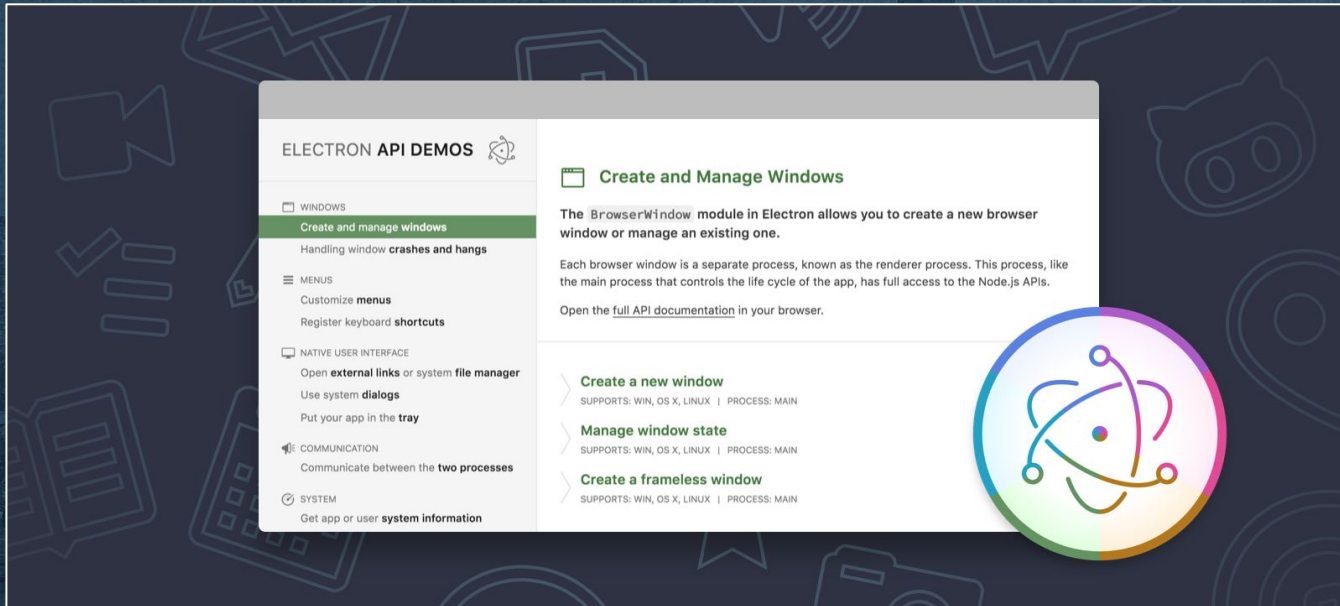 ELECTRON API DEMOS
WINDOWS
Create and manage windows
Handling window crashes and hangs
MENUS
Customize menus
Register keyboard shortcuts
NATIVE USER INTERFACE
Open external links or system file manager
Use system dialogs
Put your app in the tray
COMMUNICATION
Communicate between the two processes
SYSTEM
Get app or user system information
Create and Manage Windows
The BrowserWindow module in Electron allows you to create a new browser
window or manage an existing one.
Each browser window is a separate process, known as the renderer process. This process, like
the main process that controls the life cycle of the app, has full access to the Node.js APIs.
Open the full API documentation in your browser.
Create a new window
SUPPORTS: WIN, OS X, LINUX | PROCESS: MAIN
Manage window state
SUPPORTS: WIN, OS X, LINUX | PROCESS: MAIN
Create a frameless window
SUPPORTS: WIN, OS X, LINUX | PROCESS: MAIN